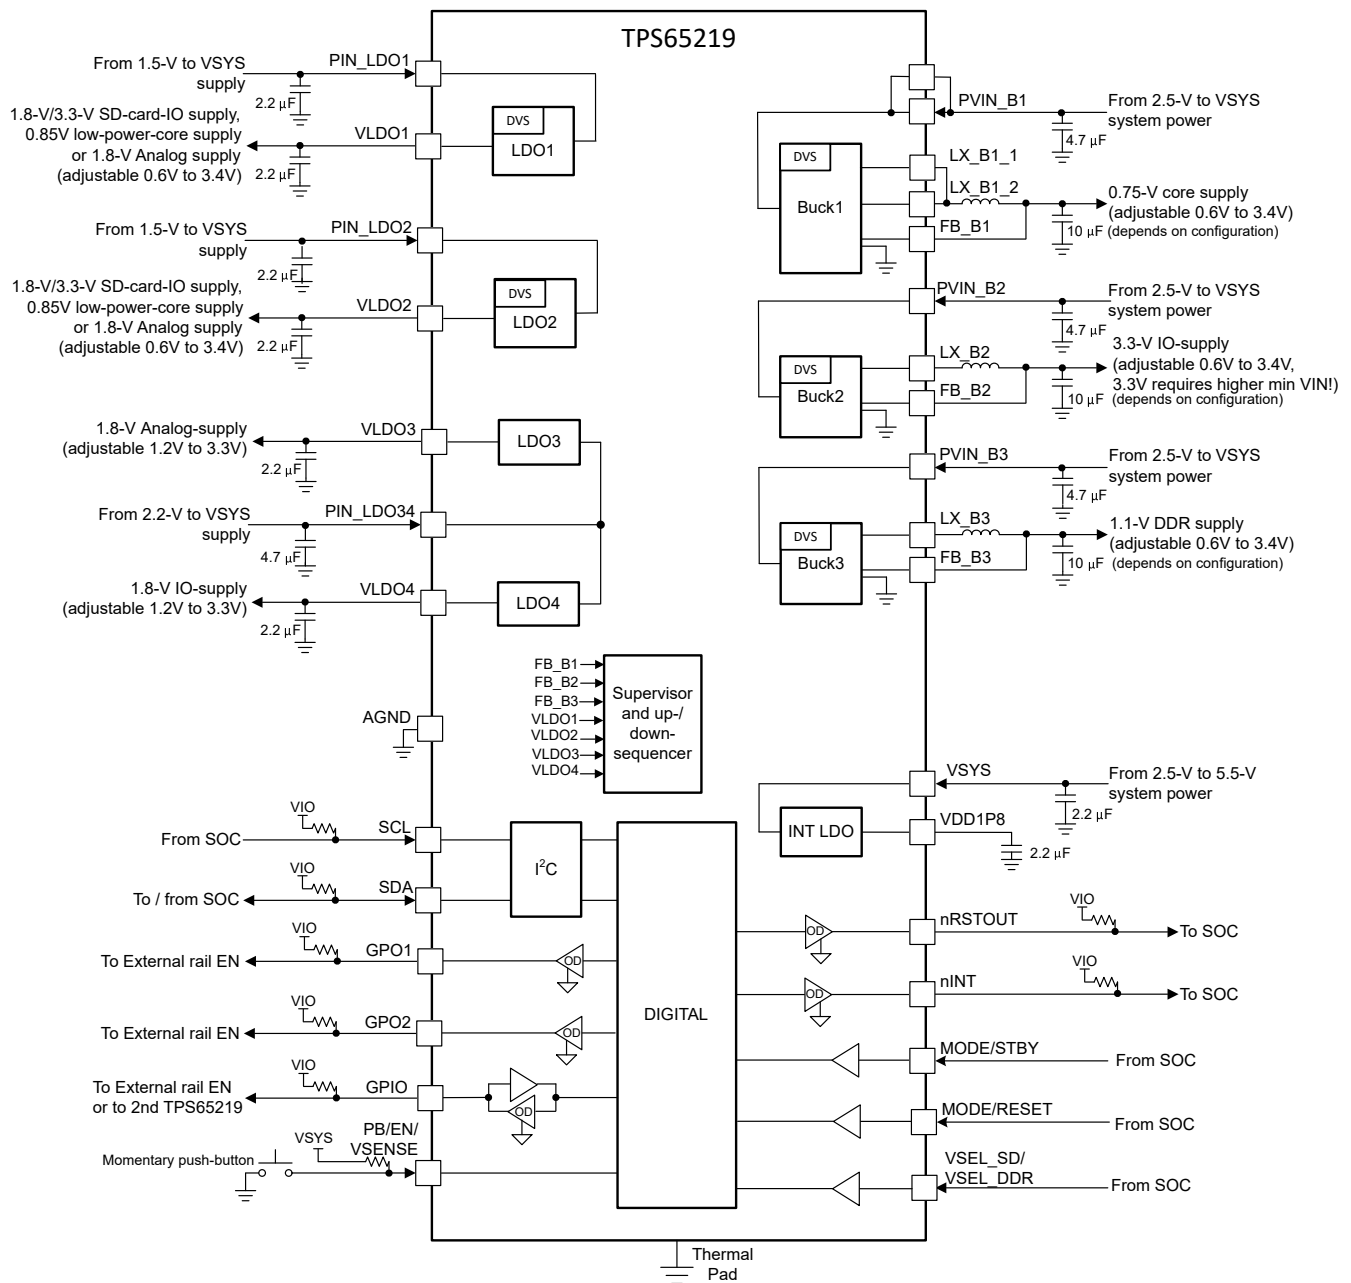 TPS65219
From 1.5-V to VSYS
supply
PIN_LDO1
2.2 μF
1.8-V/3.3-V SD-card-IO supply,
0.85V low-power-core supply
or 1.8-V Analog supply
(adjustable 0.6V to 3.4V)
VLDO1
2.2 μF
DVS
LDO1
From 1.5-V to VSYS
supply
PIN_LDO2
2.2 μF
1.8-V/3.3-V SD-card-IO supply,
0.85V low-power-core supply
or 1.8-V Analog supply
(adjustable 0.6V to 3.4V)
VLDO2
2.2 μF
DVS
LDO2
1.8-V Analog-supply
(adjustable 1.2V to 3.3V)
VLDO3
2.2 μF
LDO3
From 2.2-V to VSYS
supply
PIN_LDO34
4.7 μF
1.8-V IO-supply
(adjustable 1.2V to 3.3V)
VLDO4
2.2 μF
LDO4
PVIN_B1
From 2.5-V to VSYS
system power
4.7 μF
DVS
Buck1
LX_B1_1
LX_B1_2
FB_B1
0.75-V core supply
(adjustable 0.6V to 3.4V)
(depends on configuration)
10 μF
PVIN_B2
From 2.5-V to VSYS
system power
4.7 μF
DVS
Buck2
LX_B2
FB_B2
3.3-V IO-supply
(adjustable 0.6V to 3.4V,
3.3V requires higher min VIN!)
(depends on configuration)
10 μF
PVIN_B3
From 2.5-V to VSYS
system power
4.7 μF
DVS
Buck3
LX_B3
FB_B3
1.1-V DDR supply
(adjustable 0.6V to 3.4V)
(depends on configuration)
10 μF
FB_B1
FB_B2
FB_B3
VLDO1
VLDO2
VLDO3
VLDO4
Supervisor
and up-/
down-
sequencer
AGND
VSYS
From 2.5-V to 5.5-V
system power
2.2 μF
INT LDO
VDD1P8
2.2 μF
From SOC
VIO
SCL
To / from SOC
VIO
SDA
I²C
To External rail EN
VIO
GPO1
OD
To External rail EN
VIO
GPO2
OD
To External rail EN
or to 2nd TPS65219
VIO
GPIO
OD
Momentary push-button
VSYS
PB/EN/
VSENSE
DIGITAL
OD
nRSTOUT
VIO
To SOC
OD
nINT
VIO
To SOC
MODE/STBY
From SOC
MODE/RESET
From SOC
VSEL_SD/
VSEL_DDR
From SOC
Thermal
Pad